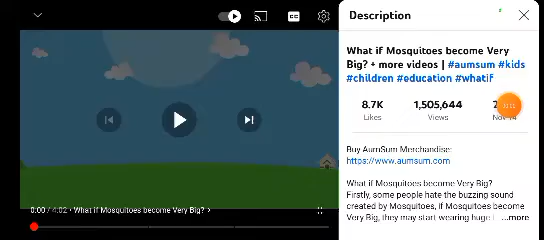 CC
Description
What if Mosquitoes become Very
Big? + more videos | #aumsum #kids
#children #education #whatif
8.7K
1,505,644
Likes
Views
Nov 14
Buy AumSum Merchandise:
https://www.aumsum.com
What if Mosquitoes become Very Big?
Firstly, some people hate the buzzing sound
created by Mosquitoes, if Mosquitoes become
Very Big, they may start wearing huge
...more
0:00 / 4:02 • What if Mosquitoes become Very Big? >